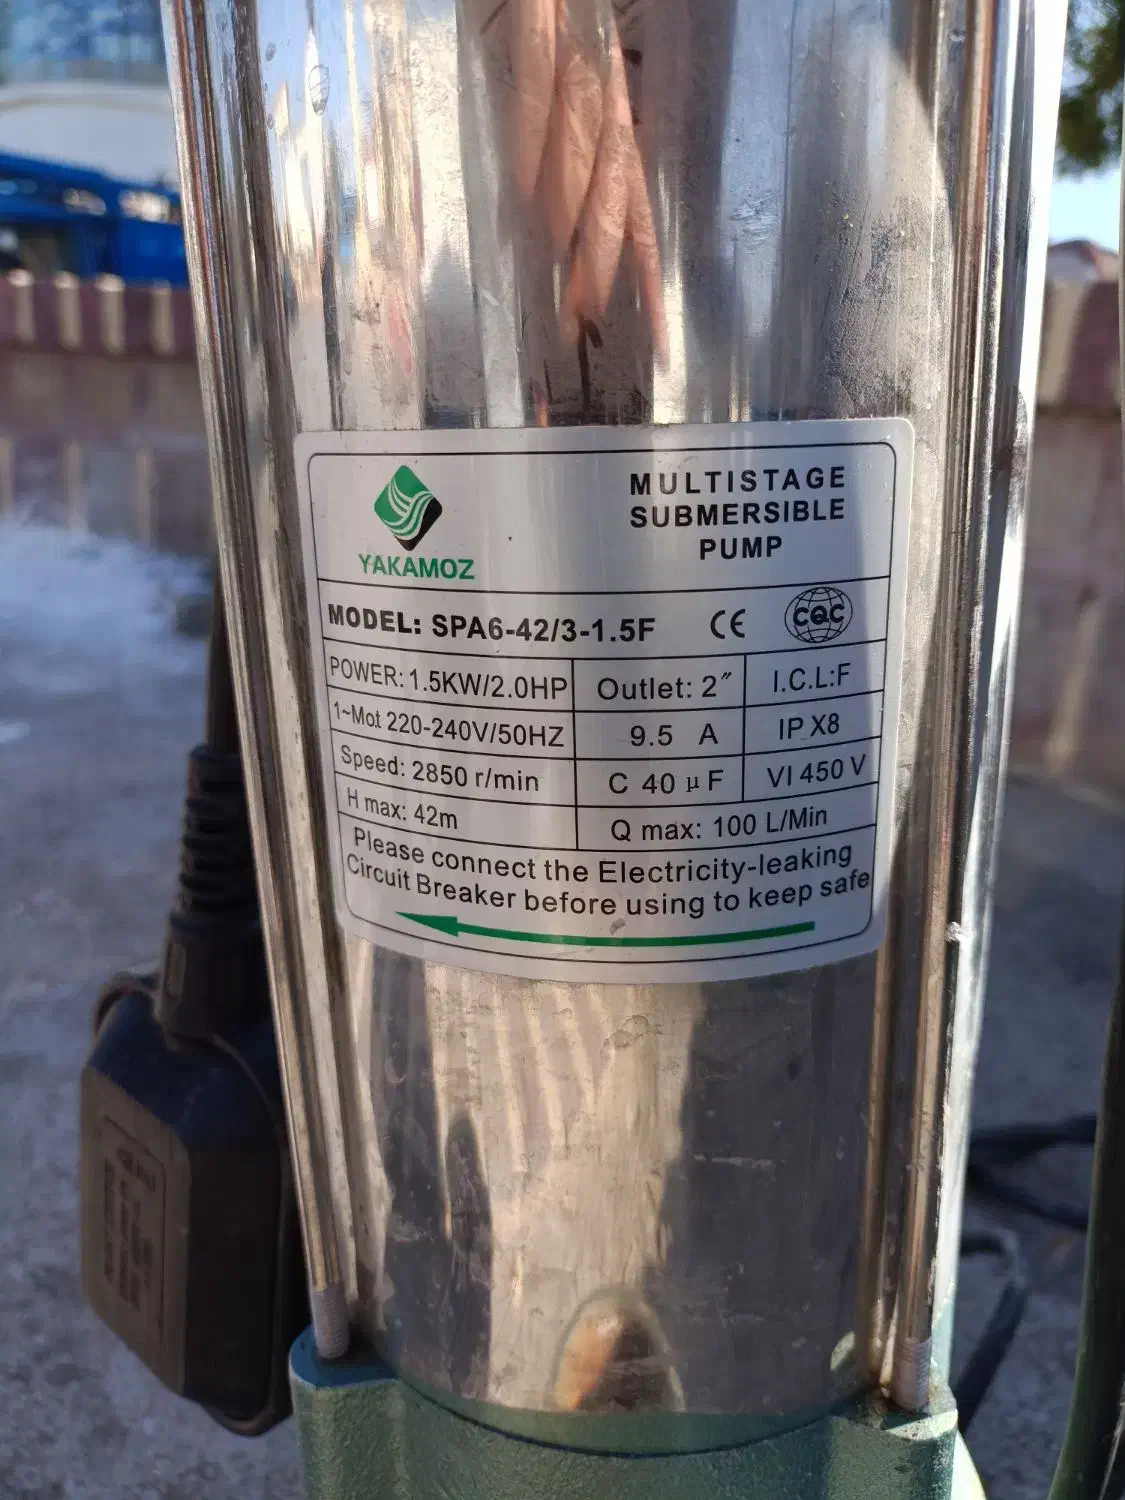 YAKAMOZ
MULTISTAGE
SUBMERSIBLE
PUMP
MODEL: SPA6-42/3-1.5F CE CQC
POWER: 1.5KW/2.0HP Outlet: 2″ I.C.L:F
1~Mot 220-240V/50HZ 9.5 A IP X8
Speed: 2850 r/min C 40 μF VI 450 V
H max: 42m Q max: 100 L/Min
Please connect the Electricity-leaking
Circuit Breaker before using to keep safe